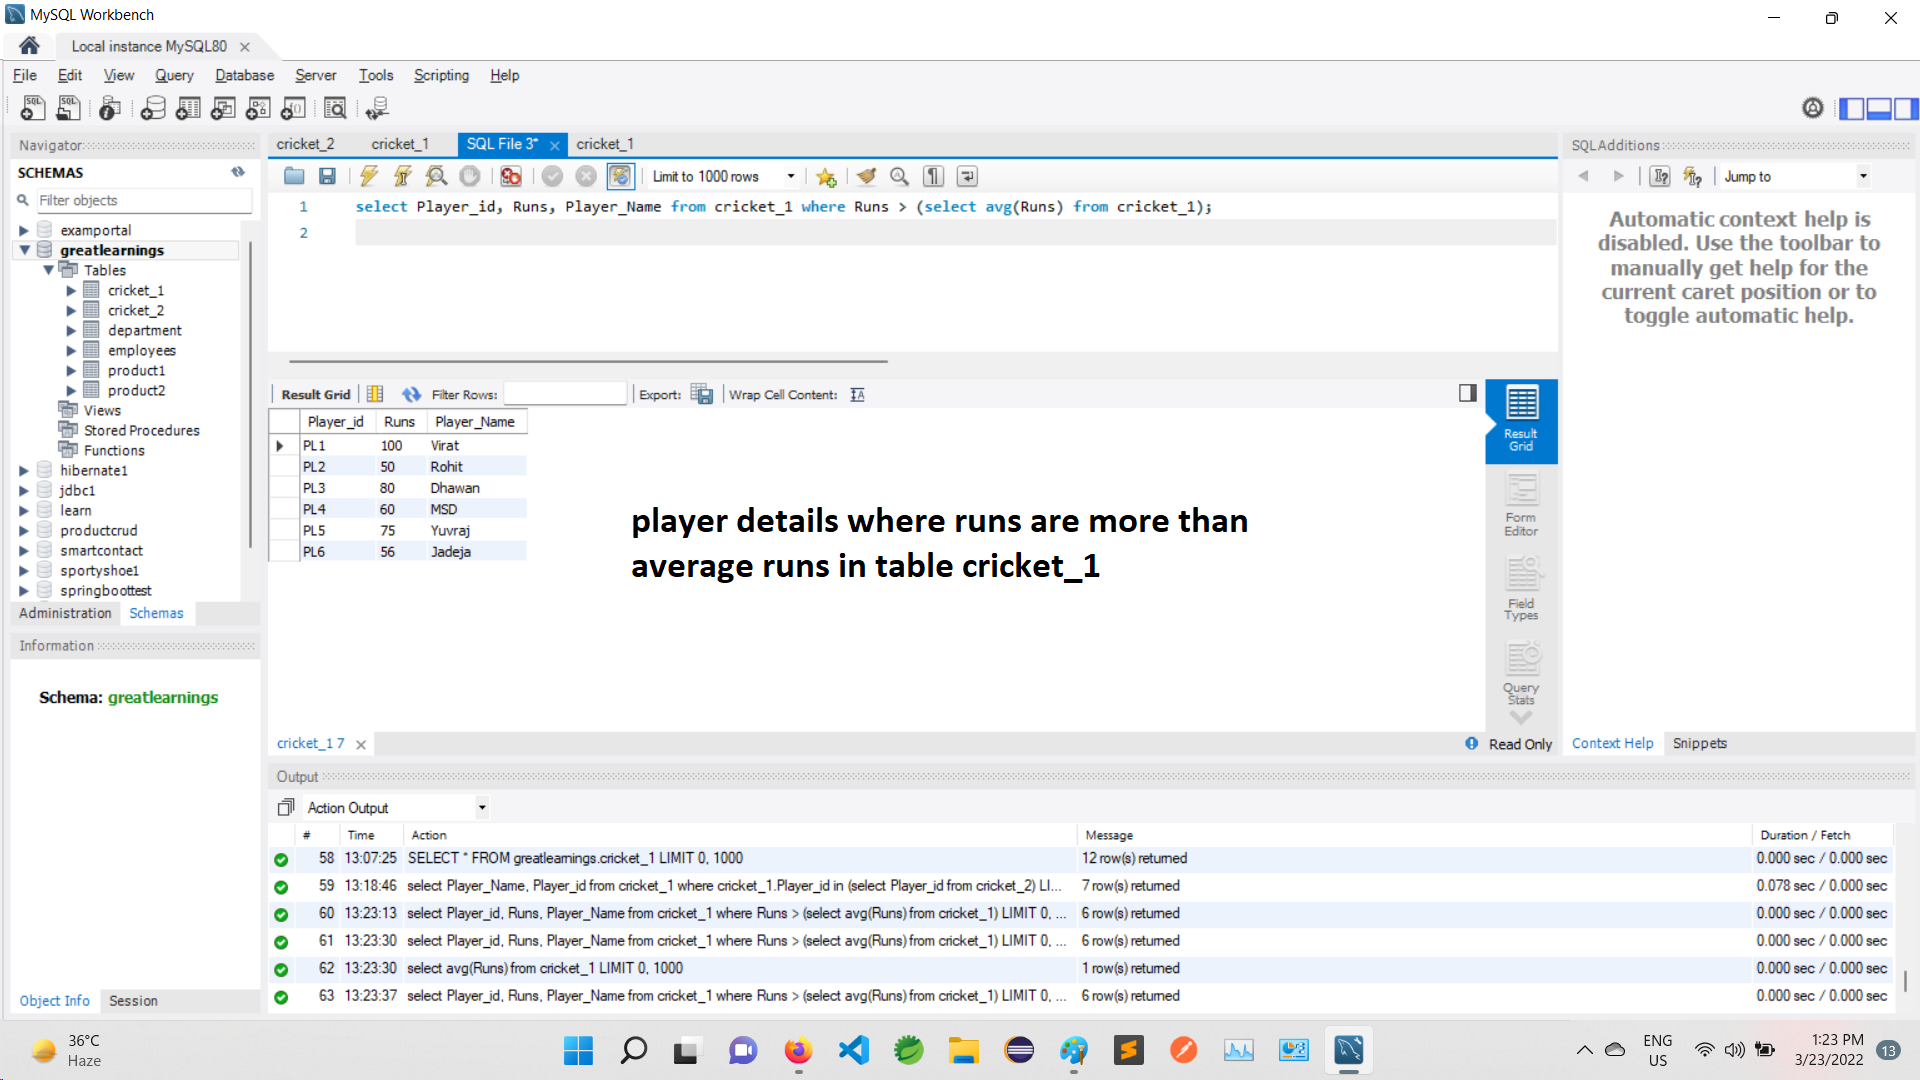 MySQL Workbench
Local instance MySQL80
File Edit View Query Database Server Tools Scripting Help
Navigator
SCHEMAS
Filter objects
examportal
greatlearnings
Tables
cricket_1
cricket_2
department
employees
product1
product2
Views
Stored Procedures
Functions
hibernate1
jdbc1
learn
productcrud
smartcontact
sportyshoe1
springboottest
Administration Schemas
Information
Schema: greatlearnings
Object Info Session
cricket_2 cricket_1 SQL File 3* cricket_1
Limit to 1000 rows
1 select Player_id, Runs, Player_Name from cricket_1 where Runs > (select avg(Runs) from cricket_1);
2
Result Grid Filter Rows: Export: Wrap Cell Content:
Player_id Runs Player_Name
PL1 100 Virat
PL2 50 Rohit
PL3 80 Dhawan
PL4 60 MSD
PL5 75 Yuvraj
PL6 56 Jadeja
player details where runs are more than
average runs in table cricket_1
Result
Grid
Form
Editor
Field
Types
Query
Stats
cricket_1 7
Read Only
SQLAdditions
Jump to
Automatic context help is
disabled. Use the toolbar to
manually get help for the
current caret position or to
toggle automatic help.
Context Help Snippets
Output
Action Output
# Time Action Message Duration / Fetch
58 13:07:25 SELECT * FROM greatlearnings.cricket_1 LIMIT 0, 1000 12 row(s) returned 0.000 sec / 0.000 sec
59 13:18:46 select Player_Name, Player_id from cricket_1 where cricket_1.Player_id in (select Player_id from cricket_2) LI... 7 row(s) returned 0.078 sec / 0.000 sec
60 13:23:13 select Player_id, Runs, Player_Name from cricket_1 where Runs > (select avg(Runs) from cricket_1) LIMIT 0, ... 6 row(s) returned 0.000 sec / 0.000 sec
61 13:23:30 select Player_id, Runs, Player_Name from cricket_1 where Runs > (select avg(Runs) from cricket_1) LIMIT 0, ... 6 row(s) returned 0.000 sec / 0.000 sec
62 13:23:30 select avg(Runs) from cricket_1 LIMIT 0, 1000 1 row(s) returned 0.000 sec / 0.000 sec
63 13:23:37 select Player_id, Runs, Player_Name from cricket_1 where Runs > (select avg(Runs) from cricket_1) LIMIT 0, ... 6 row(s) returned 0.000 sec / 0.000 sec
36°C
Haze
ENG
US
1:23 PM
3/23/2022
13